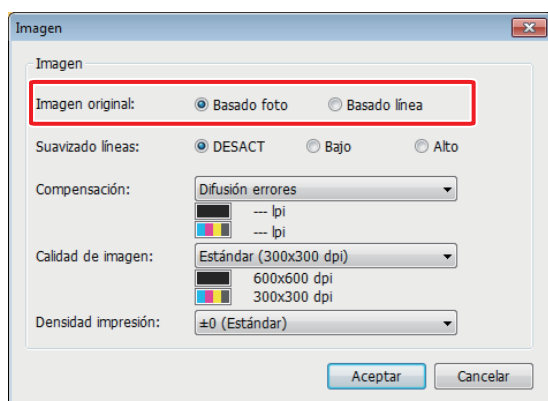 Imagen
Imagen
Imagen original: Basado foto Basado línea
Suavizado líneas: DESACT Bajo Alto
Compensación: Difusión errores
--- lpi
--- lpi
Calidad de imagen: Estándar (300x300 dpi)
600x600 dpi
300x300 dpi
Densidad impresión: ±0 (Estándar)
Aceptar Cancelar